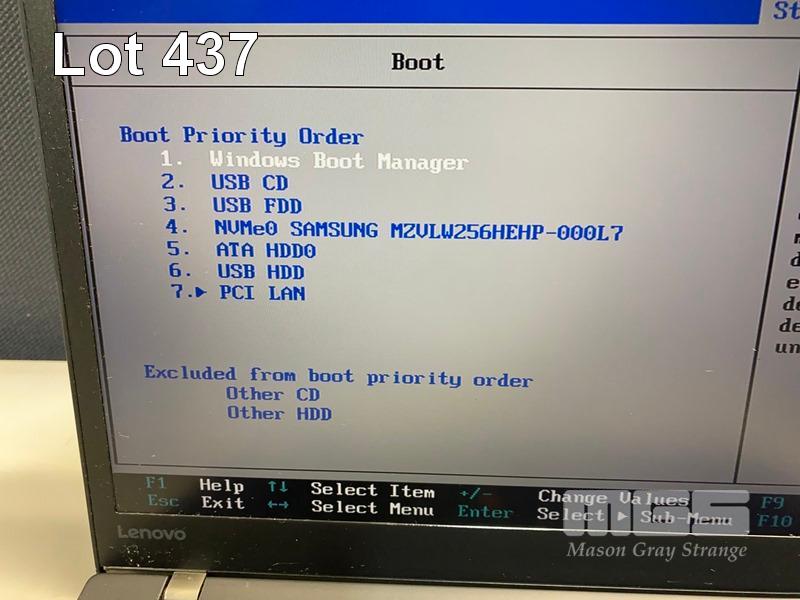 St
Lot 437
Boot
Boot Priority Order
1. Windows Boot Manager
2. USB CD
3. USB FDD
4. NVMe0 SAMSUNG MZVLW256HEHP-000L7
5. ATA HDD0
6. USB HDD
7.▸ PCI LAN
Excluded from boot priority order
Other CD
Other HDD
F1 Help ↑↓ Select Item +/- Change Values F9
Esc Exit ←→ Select Menu Enter Select ▸ Sub-Menu F10
Lenovo
MGS
Mason Gray Strange